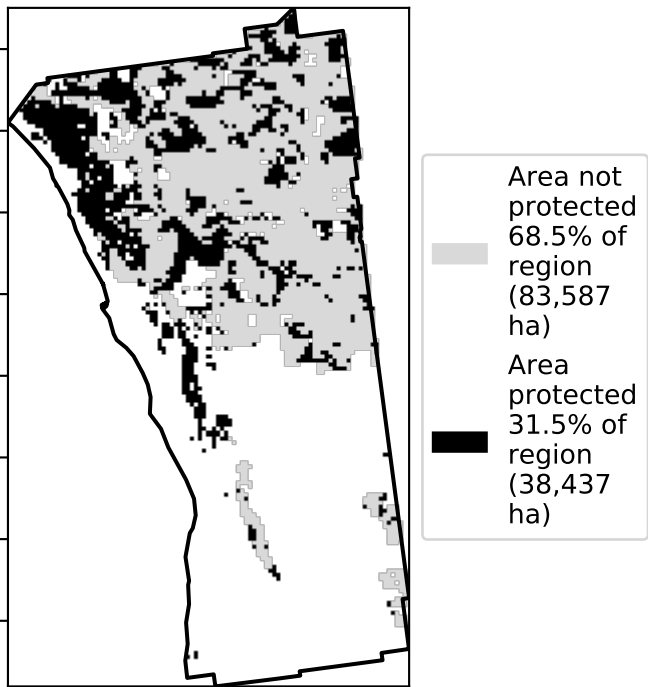 Area not
protected
68.5% of
region
(83,587
ha)
Area
protected
31.5% of
region
(38,437
ha)